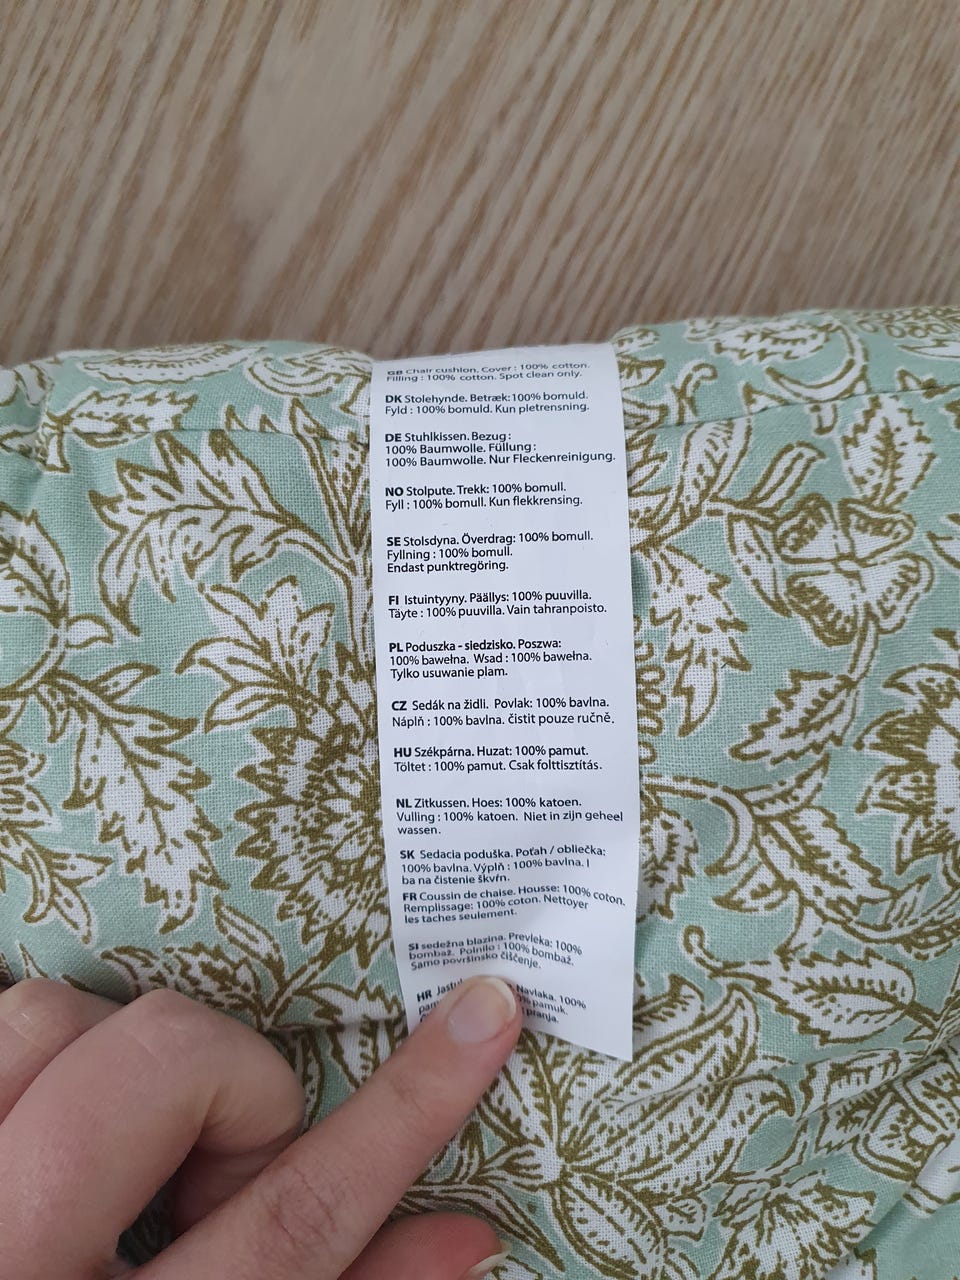 GB Chair cushion, Cover : 100% cotton.
Filling : 100% cotton. Spot clean only.
DK Stolehynde. Betræk: 100% bomuld.
Fyld : 100% bomuld. Kun pletrensning.
DE Stuhlkissen. Bezug :
100% Baumwolle. Füllung :
100% Baumwolle. Nur Fleckenreinigung.
NO Stolpute. Trekk: 100% bomull.
Fyll : 100% bomull. Kun flekkrensing.
SE Stolsdyna. Överdrag: 100% bomull.
Fyllning : 100% bomull.
Endast punktregöring.
FI Istuintyyny. Päällys: 100% puuvilla.
Täyte : 100% puuvilla. Vain tahranpoisto.
PL Poduszka - siedzisko. Poszwa:
100% bawełna. Wsad : 100% bawełna.
Tylko usuwanie plam.
CZ Sedák na židli. Povlak: 100% bavlna.
Náplň : 100% bavlna. čistit pouze ručně.
HU Székpárna. Huzat: 100% pamut.
Töltet : 100% pamut. Csak folttisztítás.
NL Zitkussen. Hoes: 100% katoen.
Vulling : 100% katoen. Niet in zijn geheel
wassen.
SK Sedacia poduška. Poťah / obliečka:
100% bavlna. Výplň : 100% bavlna. I
ba na čistenie škvŕn.
FR Coussin de chaise. Housse: 100% coton.
Remplissage: 100% coton. Nettoyer
les taches seulement.
SI sedežna blazina. Prevleka: 100%
bombaž. Polnilo : 100% bombaž.
Samo površinsko čiščenje.
HR Navlaka. 100%
pamuk.
pranja.